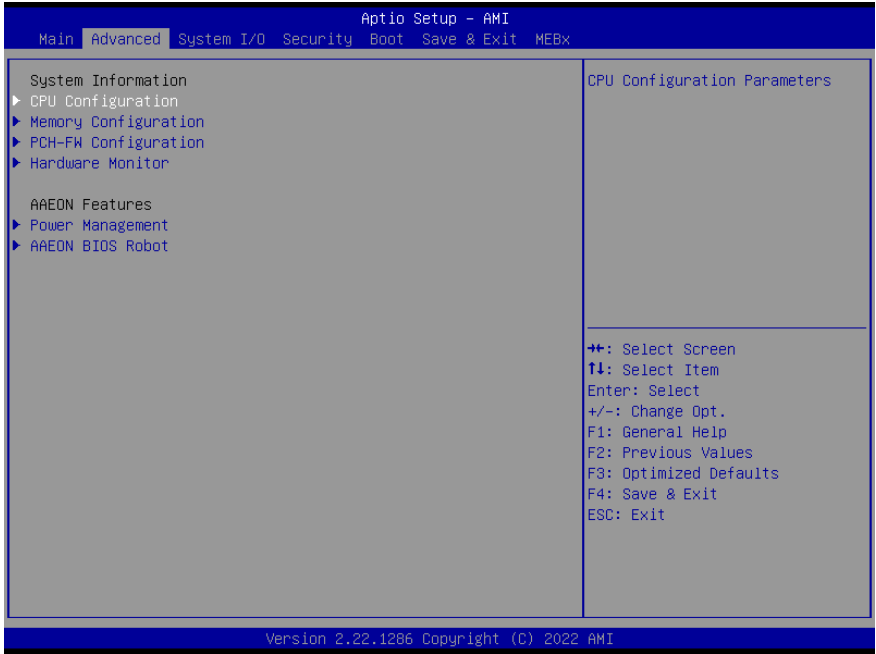 Aptio Setup – AMI
Main Advanced System I/O Security Boot Save & Exit MEBx
System Information
▶ CPU Configuration
▶ Memory Configuration
▶ PCH-FW Configuration
▶ Hardware Monitor
AAEON Features
▶ Power Management
▶ AAEON BIOS Robot
CPU Configuration Parameters
→←: Select Screen
↑↓: Select Item
Enter: Select
+/-: Change Opt.
F1: General Help
F2: Previous Values
F3: Optimized Defaults
F4: Save & Exit
ESC: Exit
Version 2.22.1286 Copyright (C) 2022 AMI